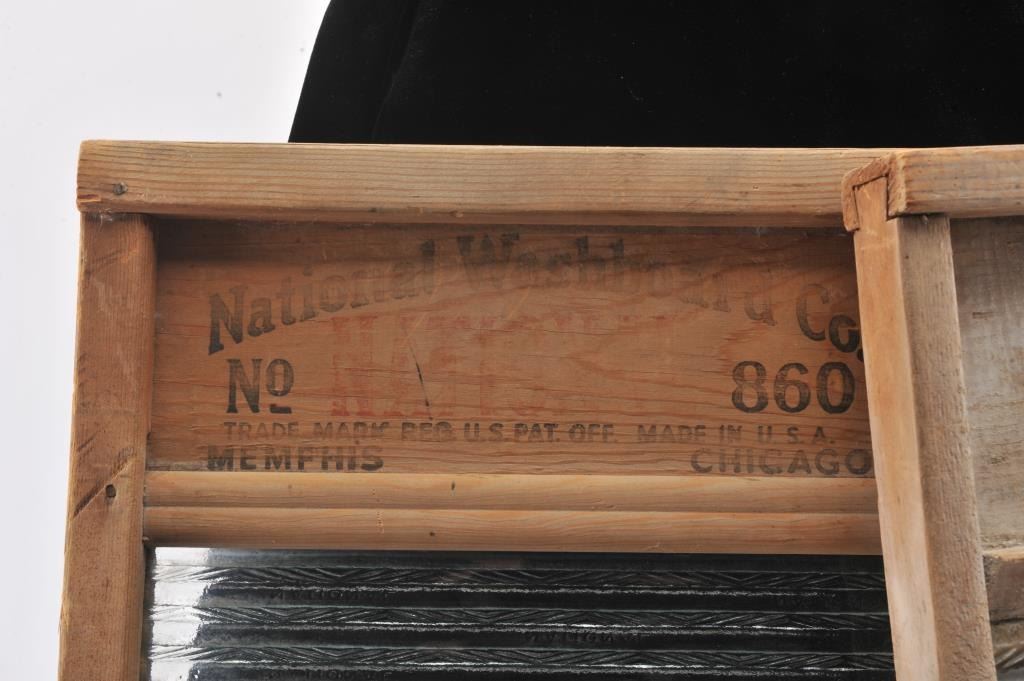 National Washboard Co.
No 860
TRADE MARK REG. U.S. PAT. OFF. MADE IN U.S.A.
MEMPHIS CHICAGO